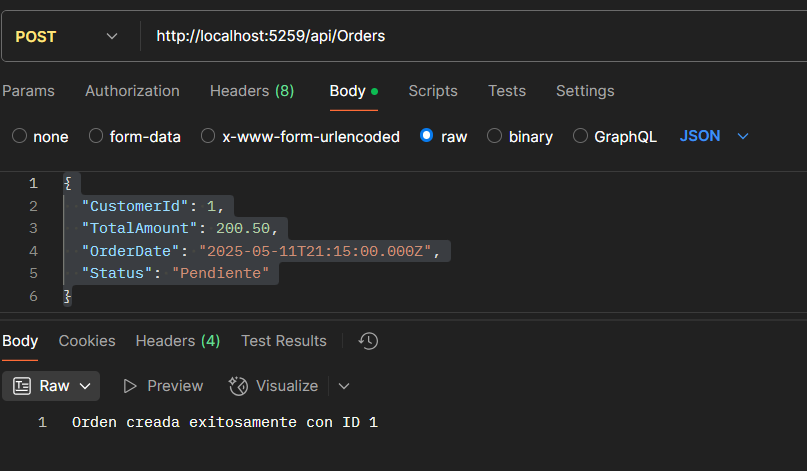 POST http://localhost:5259/api/Orders
Params Authorization Headers (8) Body Scripts Tests Settings
none form-data x-www-form-urlencoded raw binary GraphQL JSON
1 {
2 "CustomerId": 1,
3 "TotalAmount": 200.50,
4 "OrderDate": "2025-05-11T21:15:00.000Z",
5 "Status": "Pendiente"
6 }
Body Cookies Headers (4) Test Results
Raw Preview Visualize
1 Orden creada exitosamente con ID 1